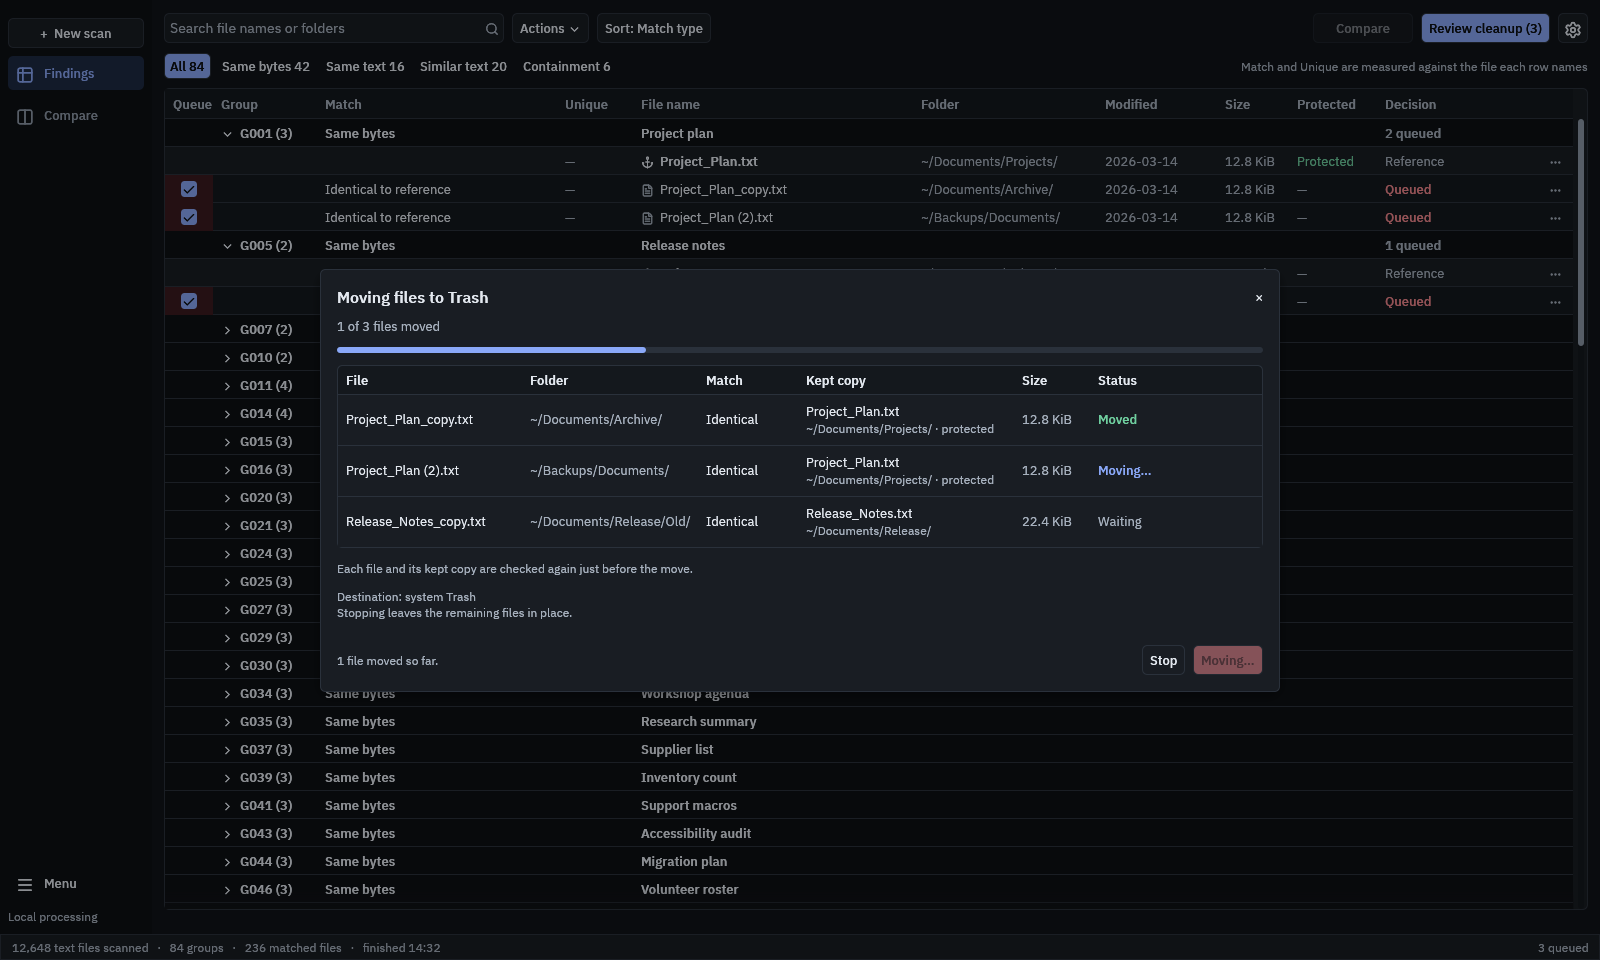 + New scan
Findings
Compare
Menu
Local processing
Search file names or folders
Actions
Sort: Match type
Compare
Review cleanup (3)
All 84
Same bytes 42
Same text 16
Similar text 20
Containment 6
Match and Unique are measured against the file each row names
Queue Group Match Unique File name Folder Modified Size Protected Decision
G001 (3) Same bytes Project plan 2 queued
— Project_Plan.txt ~/Documents/Projects/ 2026-03-14 12.8 KiB Protected Reference ...
Identical to reference — Project_Plan_copy.txt ~/Documents/Archive/ 2026-03-14 12.8 KiB — Queued ...
Identical to reference — Project_Plan (2).txt ~/Backups/Documents/ 2026-03-14 12.8 KiB — Queued ...
G005 (2) Same bytes Release notes 1 queued
— Reference ...
— Queued ...
G007 (2)
G010 (2)
G011 (4)
G014 (4)
G015 (3)
G016 (3)
G020 (3)
G021 (3)
G024 (3)
G025 (3)
G027 (3)
G029 (3)
G030 (3)
G034 (3) Same bytes Workshop agenda
G035 (3) Same bytes Research summary
G037 (3) Same bytes Supplier list
G039 (3) Same bytes Inventory count
G041 (3) Same bytes Support macros
G043 (3) Same bytes Accessibility audit
G044 (3) Same bytes Migration plan
G046 (3) Same bytes Volunteer roster
Moving files to Trash ×
1 of 3 files moved
File Folder Match Kept copy Size Status
Project_Plan_copy.txt ~/Documents/Archive/ Identical Project_Plan.txt 12.8 KiB Moved
~/Documents/Projects/ · protected
Project_Plan (2).txt ~/Backups/Documents/ Identical Project_Plan.txt 12.8 KiB Moving...
~/Documents/Projects/ · protected
Release_Notes_copy.txt ~/Documents/Release/Old/ Identical Release_Notes.txt 22.4 KiB Waiting
~/Documents/Release/
Each file and its kept copy are checked again just before the move.
Destination: system Trash
Stopping leaves the remaining files in place.
1 file moved so far.
Stop
Moving...
12,648 text files scanned · 84 groups · 236 matched files · finished 14:32
3 queued